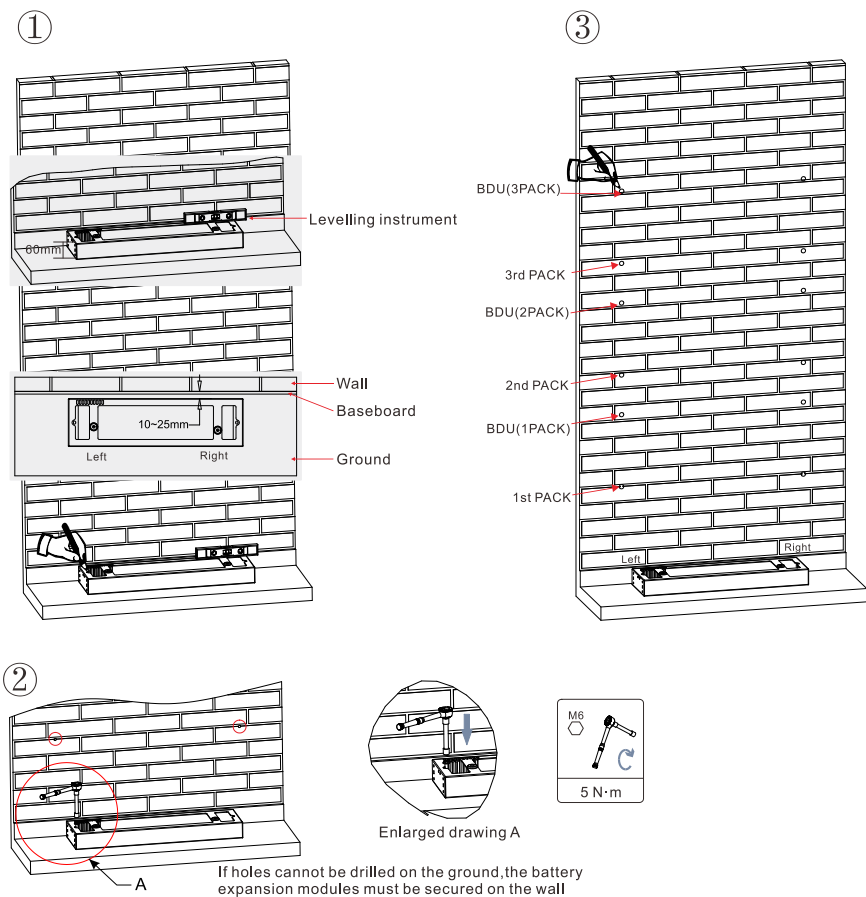 ①
Levelling instrument
60mm
Wall
Baseboard
10~25mm
Left
Right
Ground
②
A
Enlarged drawing A
M6
5 N·m
If holes cannot be drilled on the ground,the battery
expansion modules must be secured on the wall
③
BDU(3PACK)
3rd PACK
BDU(2PACK)
2nd PACK
BDU(1PACK)
1st PACK
Left
Right